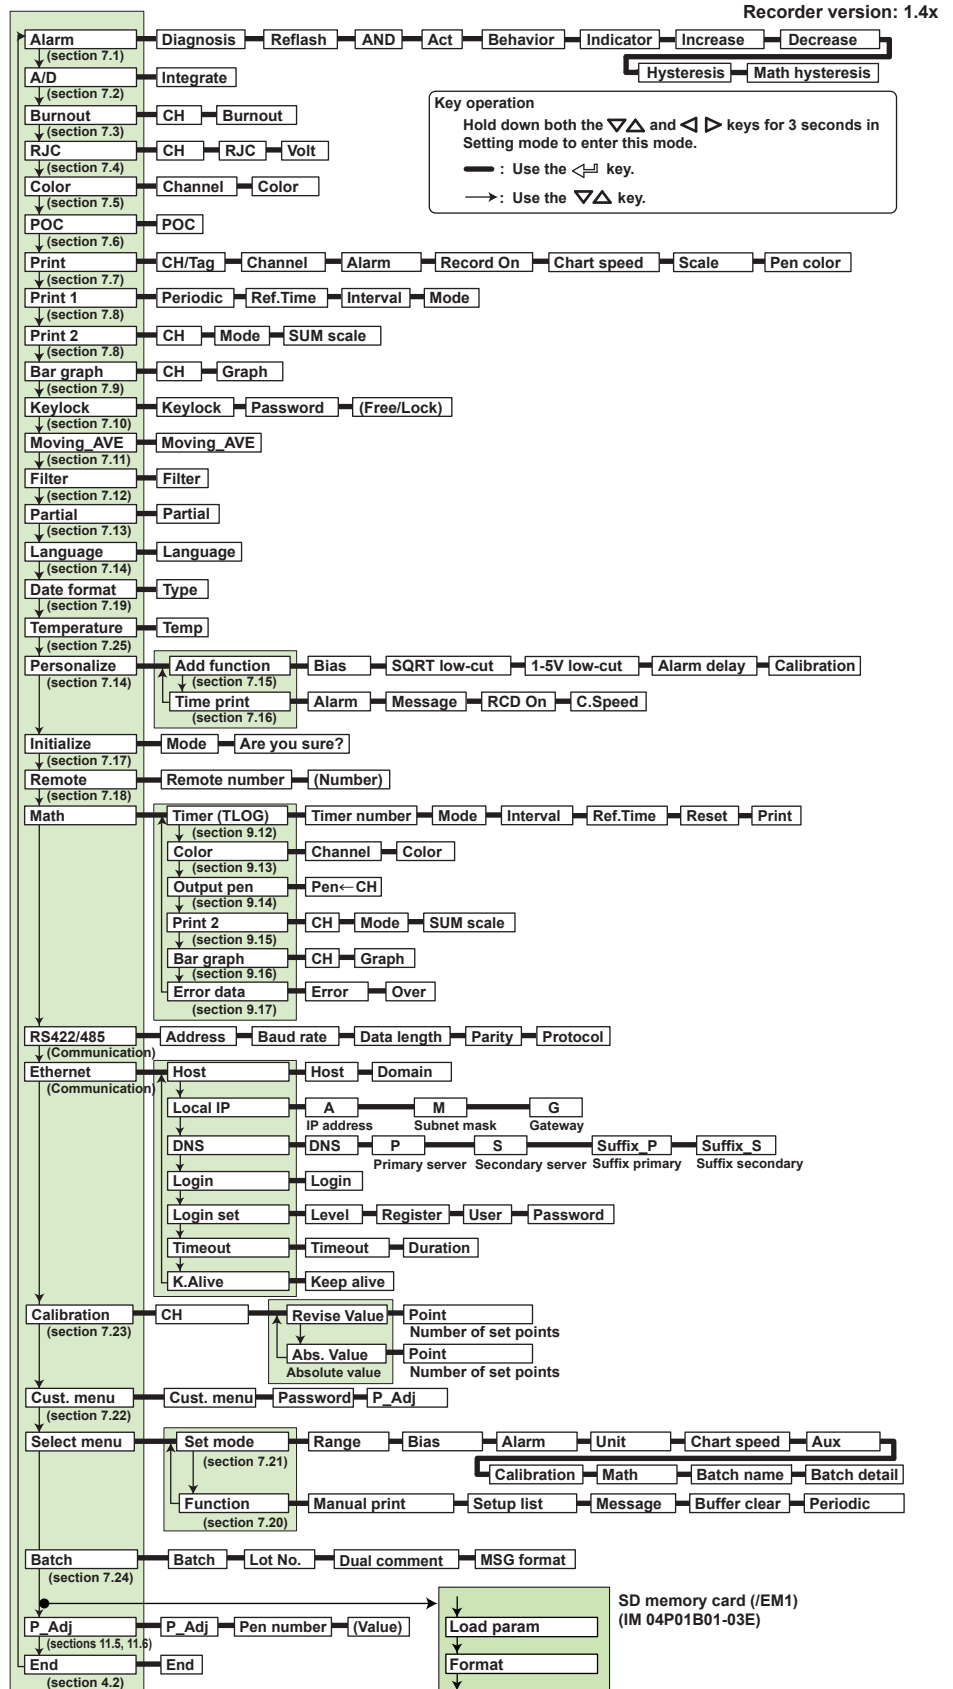 Recorder version: 1.4x
Alarm Diagnosis Reflash AND Act Behavior Indicator Increase Decrease
(section 7.1)
Hysteresis Math hysteresis
A/D Integrate
(section 7.2)
Key operation
Hold down both the ▽△ and ◁ ▷ keys for 3 seconds in
Setting mode to enter this mode.
: Use the key.
: Use the ▽△ key.
Burnout CH Burnout
(section 7.3)
RJC CH RJC Volt
(section 7.4)
Color Channel Color
(section 7.5)
POC POC
(section 7.6)
Print CH/Tag Channel Alarm Record On Chart speed Scale Pen color
(section 7.7)
Print 1 Periodic Ref.Time Interval Mode
(section 7.8)
Print 2 CH Mode SUM scale
(section 7.8)
Bar graph CH Graph
(section 7.9)
Keylock Keylock Password (Free/Lock)
(section 7.10)
Moving_AVE Moving_AVE
(section 7.11)
Filter Filter
(section 7.12)
Partial Partial
(section 7.13)
Language Language
(section 7.14)
Date format Type
(section 7.19)
Temperature Temp
(section 7.25)
Personalize Add function Bias SQRT low-cut 1-5V low-cut Alarm delay Calibration
(section 7.14) (section 7.15)
Time print Alarm Message RCD On C.Speed
(section 7.16)
Initialize Mode Are you sure?
(section 7.17)
Remote Remote number (Number)
(section 7.18)
Math Timer (TLOG) Timer number Mode Interval Ref.Time Reset Print
(section 9.12)
Color Channel Color
(section 9.13)
Output pen Pen←CH
(section 9.14)
Print 2 CH Mode SUM scale
(section 9.15)
Bar graph CH Graph
(section 9.16)
Error data Error Over
(section 9.17)
RS422/485 Address Baud rate Data length Parity Protocol
(Communication)
Ethernet Host Host Domain
(Communication)
Local IP A M G
IP address Subnet mask Gateway
DNS DNS P S Suffix_P Suffix_S
Primary server Secondary server Suffix primary Suffix secondary
Login Login
Login set Level Register User Password
Timeout Timeout Duration
K.Alive Keep alive
Calibration CH Revise Value Point
(section 7.23) Number of set points
Abs. Value Point
Absolute value Number of set points
Cust. menu Cust. menu Password P_Adj
(section 7.22)
Select menu Set mode Range Bias Alarm Unit Chart speed Aux
(section 7.21)
Calibration Math Batch name Batch detail
Function Manual print Setup list Message Buffer clear Periodic
(section 7.20)
Batch Batch Lot No. Dual comment MSG format
(section 7.24)
SD memory card (/EM1)
(IM 04P01B01-03E)
P_Adj P_Adj Pen number (Value) Load param
(sections 11.5, 11.6)
End End Format
(section 4.2)